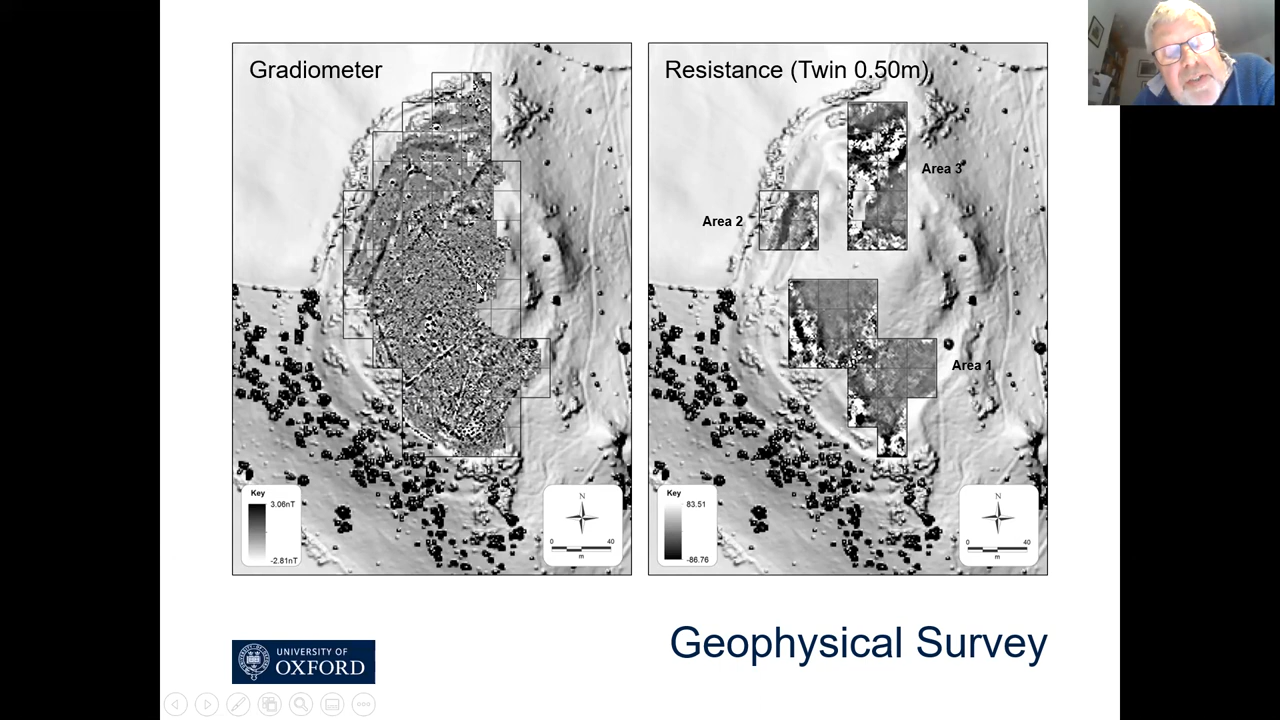 Gradiometer
Key
3.06nT
-2.81nT
N
0 40
m
Resistance (Twin 0.50m)
Area 3
Area 2
Area 1
Key
83.51
-86.76
N
0 40
m
UNIVERSITY OF
OXFORD
Geophysical Survey